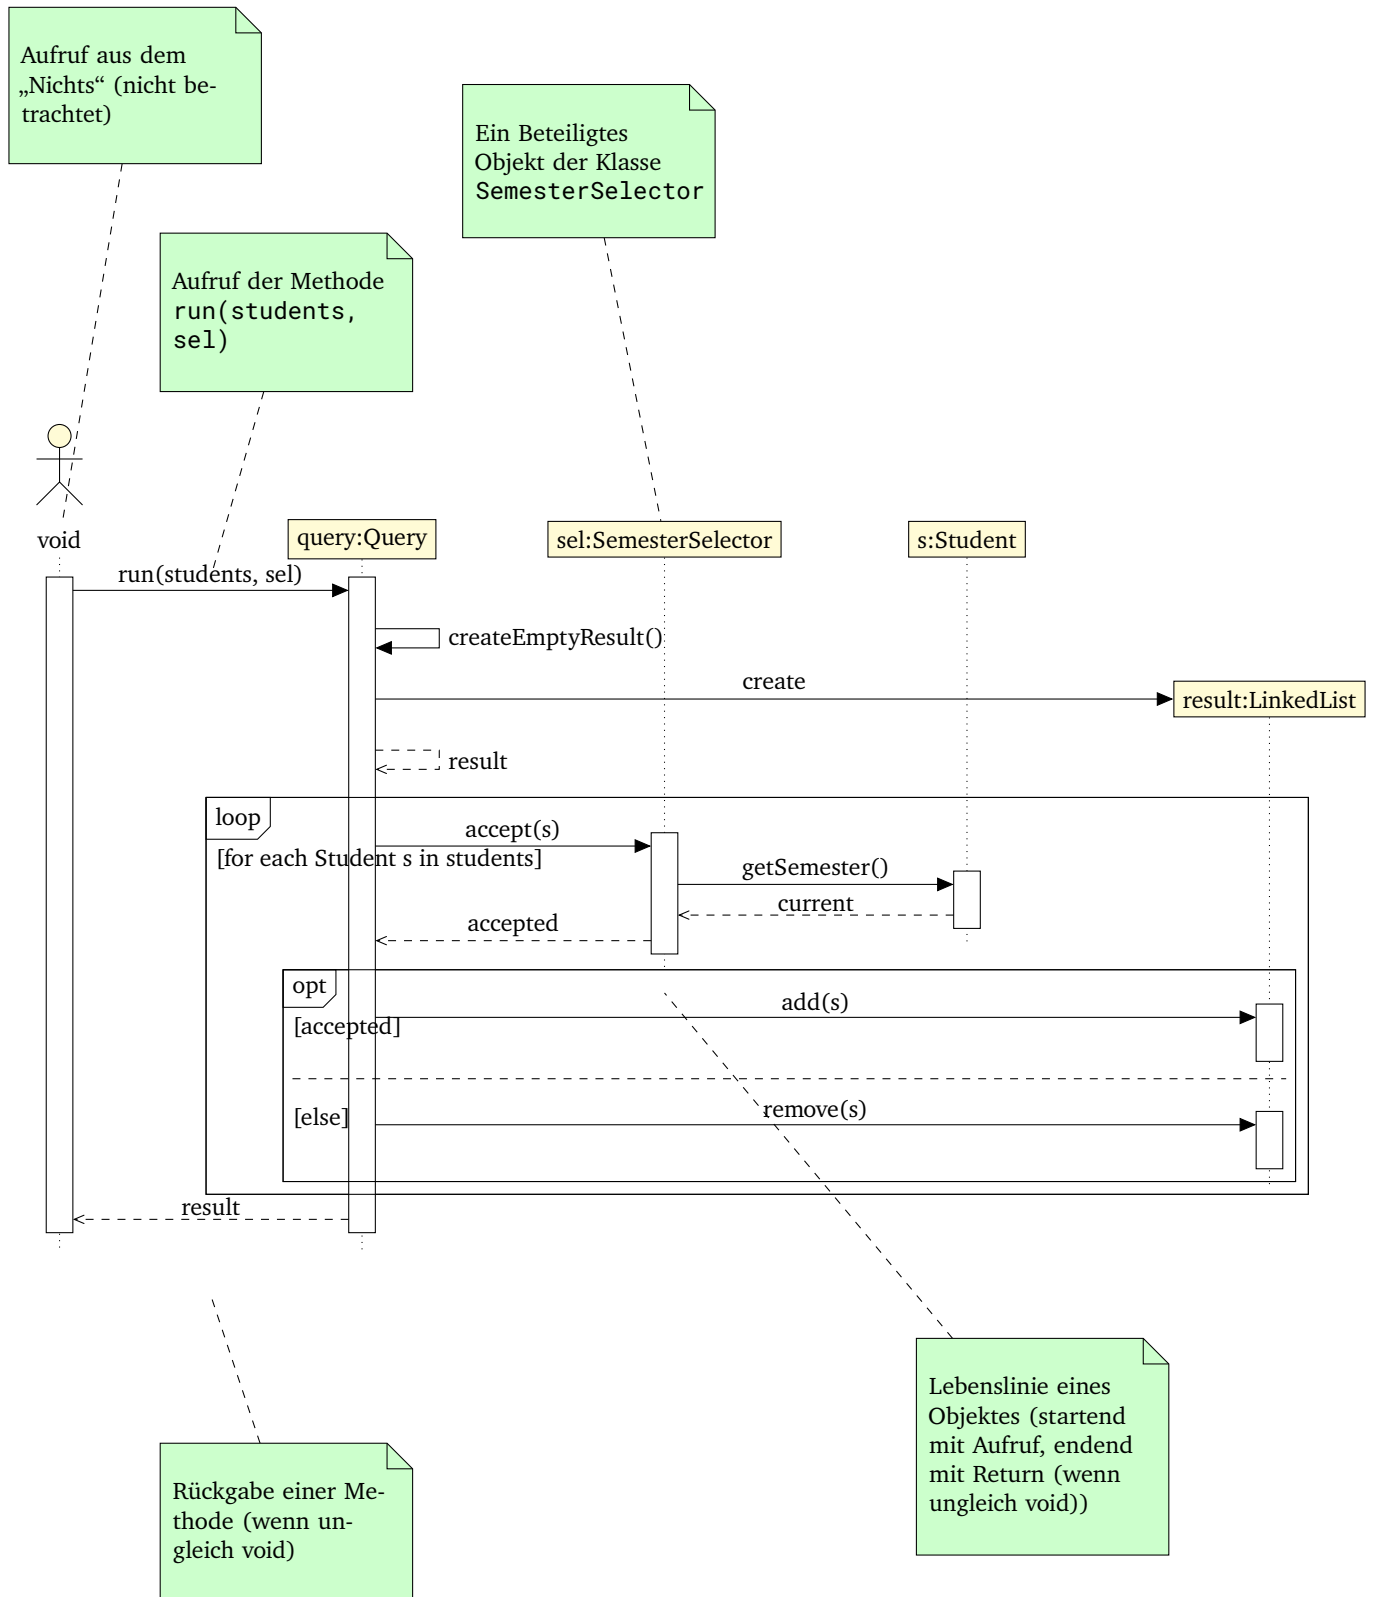 Aufruf aus dem
„Nichts“ (nicht be-
trachtet)
Ein Beteiligtes
Objekt der Klasse
SemesterSelector
Aufruf der Methode
run(students,
sel)
void
query:Query
sel:SemesterSelector
s:Student
run(students, sel)
createEmptyResult()
create
result:LinkedList
result
loop
accept(s)
[for each Student s in students]
getSemester()
current
accepted
opt
add(s)
[accepted]
remove(s)
[else]
result
Lebenslinie eines
Objektes (startend
mit Aufruf, endend
mit Return (wenn
ungleich void))
Rückgabe einer Me-
thode (wenn un-
gleich void)